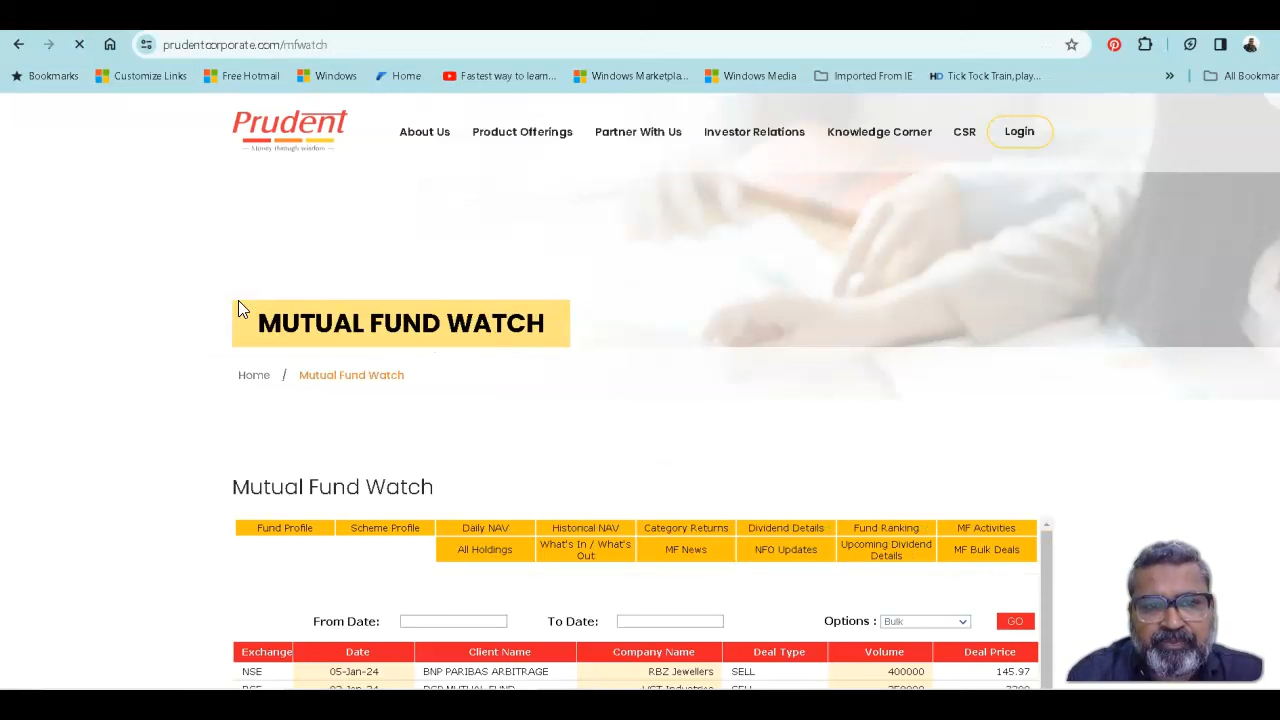 prudentcorporate.com/mfwatch
Bookmarks
Customize Links
Free Hotmail
Windows
Home
Fastest way to learn...
Windows Marketpla...
Windows Media
Imported From IE
HD Tick Tock Train,play...
»
All Bookmar
Prudent
Money through wisdom
About Us
Product Offerings
Partner With Us
Investor Relations
Knowledge Corner
CSR
Login
MUTUAL FUND WATCH
Home / Mutual Fund Watch
Mutual Fund Watch
Fund Profile
Scheme Profile
Daily NAV
Historical NAV
Category Returns
Dividend Details
Fund Ranking
MF Activities
All Holdings
What's In / What's
Out
MF News
NFO Updates
Upcoming Dividend
Details
MF Bulk Deals
From Date:
To Date:
Options :
Bulk
GO
Exchange Date Client Name Company Name Deal Type Volume Deal Price
NSE 05-Jan-24 BNP PARIBAS ARBITRAGE RBZ Jewellers SELL 400000 145.97